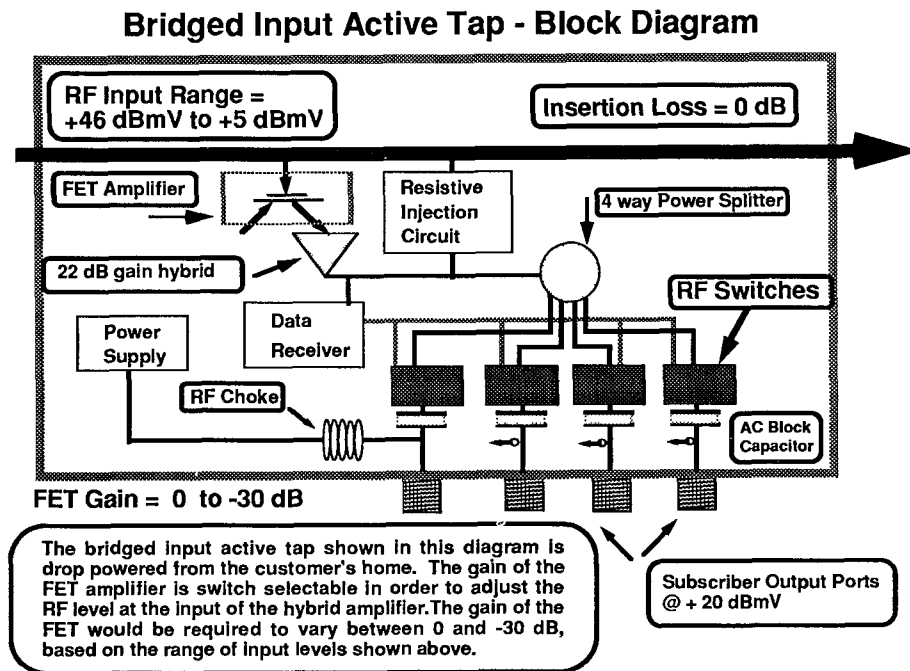 Bridged Input Active Tap - Block Diagram
RF Input Range =
+46 dBmV to +5 dBmV
Insertion Loss = 0 dB
FET Amplifier
Resistive
Injection
Circuit
4 way Power Splitter
22 dB gain hybrid
RF Switches
Power
Supply
Data
Receiver
RF Choke
AC Block
Capacitor
FET Gain = 0 to -30 dB
The bridged input active tap shown in this diagram is
drop powered from the customer's home. The gain of the
FET amplifier is switch selectable in order to adjust the
RF level at the input of the hybrid amplifier.The gain of the
FET would be required to vary between 0 and -30 dB,
based on the range of input levels shown above.
Subscriber Output Ports
@ + 20 dBmV